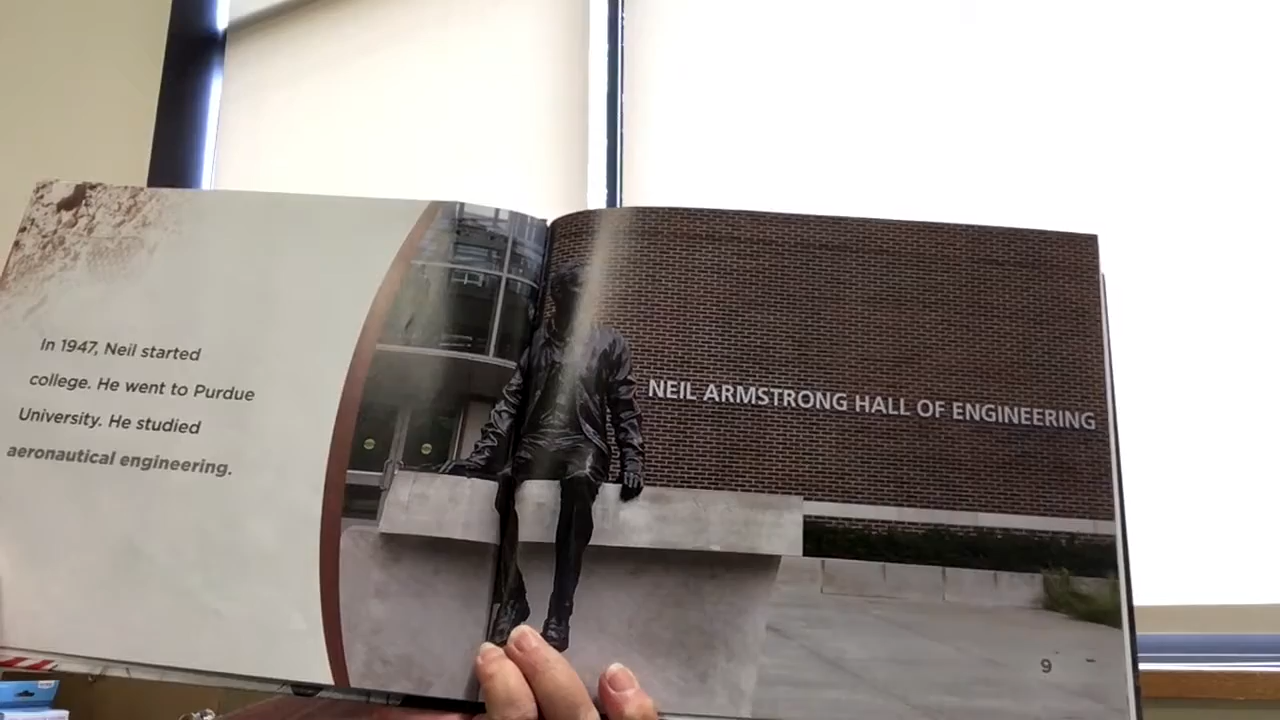 In 1947, Neil started
college. He went to Purdue
University. He studied
aeronautical engineering.
NEIL ARMSTRONG HALL OF ENGINEERING
9